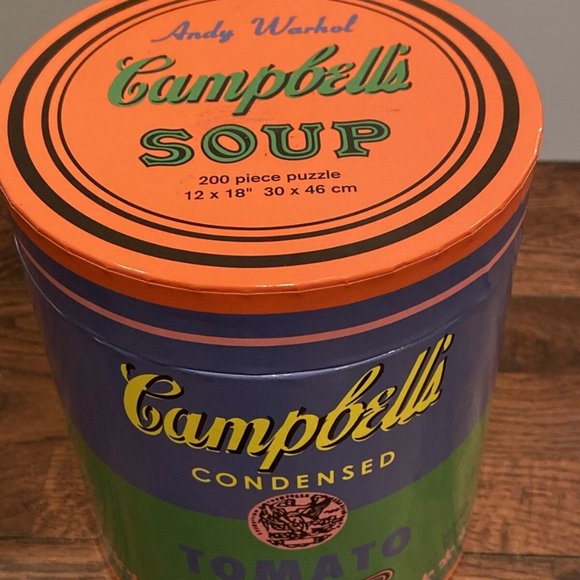 Andy Warhol
Campbell's
SOUP
200 piece puzzle
12 x 18" 30 x 46 cm
Campbell's
CONDENSED
TOMATO